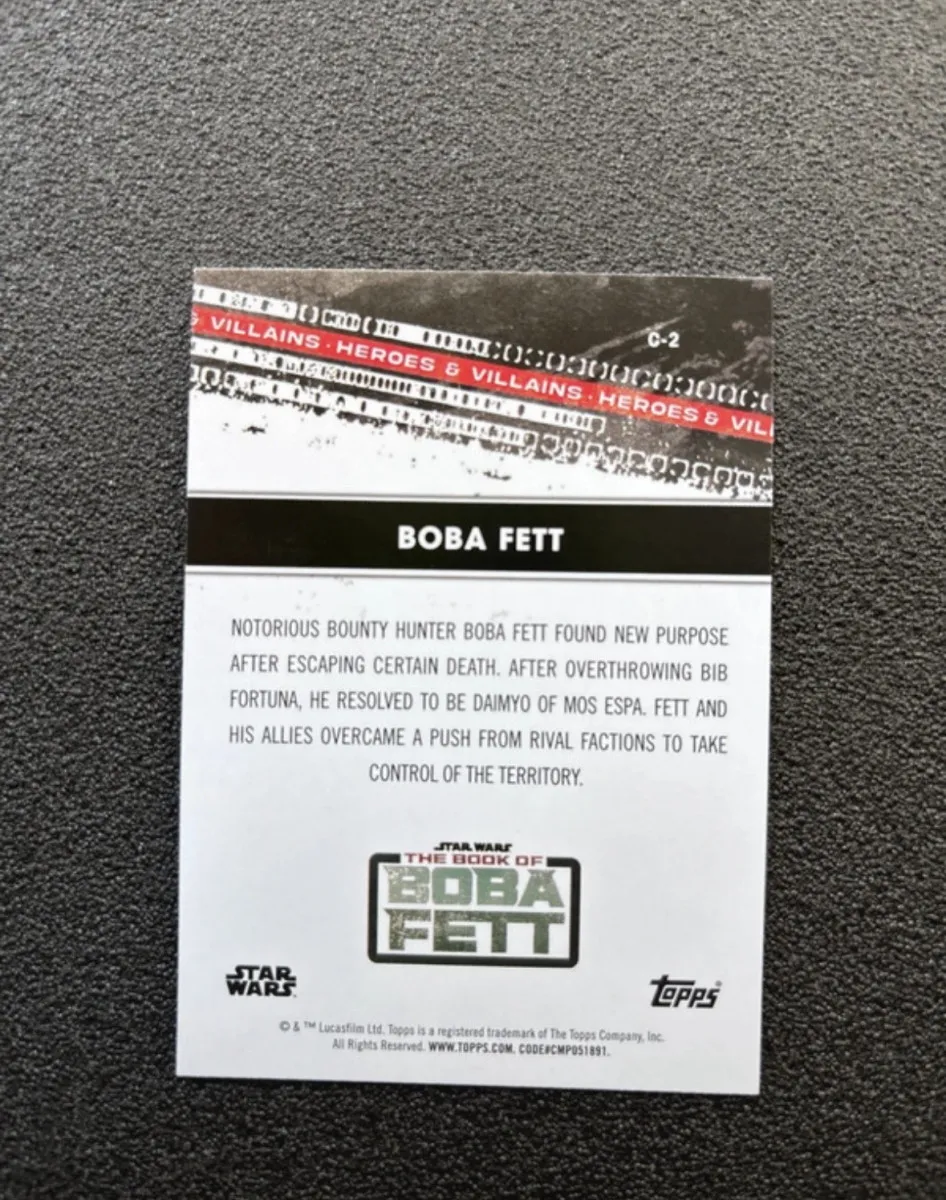 C-2
& VILLAINS · HEROES & VILLAINS · HEROES & VIL
BOBA FETT
NOTORIOUS BOUNTY HUNTER BOBA FETT FOUND NEW PURPOSE
AFTER ESCAPING CERTAIN DEATH. AFTER OVERTHROWING BIB
FORTUNA, HE RESOLVED TO BE DAIMYO OF MOS ESPA. FETT AND
HIS ALLIES OVERCAME A PUSH FROM RIVAL FACTIONS TO TAKE
CONTROL OF THE TERRITORY.
STAR WARS
THE BOOK OF
BOBA
FETT
STAR
WARS
topps®
© & ™ Lucasfilm Ltd. Topps is a registered trademark of The Topps Company, Inc.
All Rights Reserved. WWW.TOPPS.COM. CODE#CMP051891.